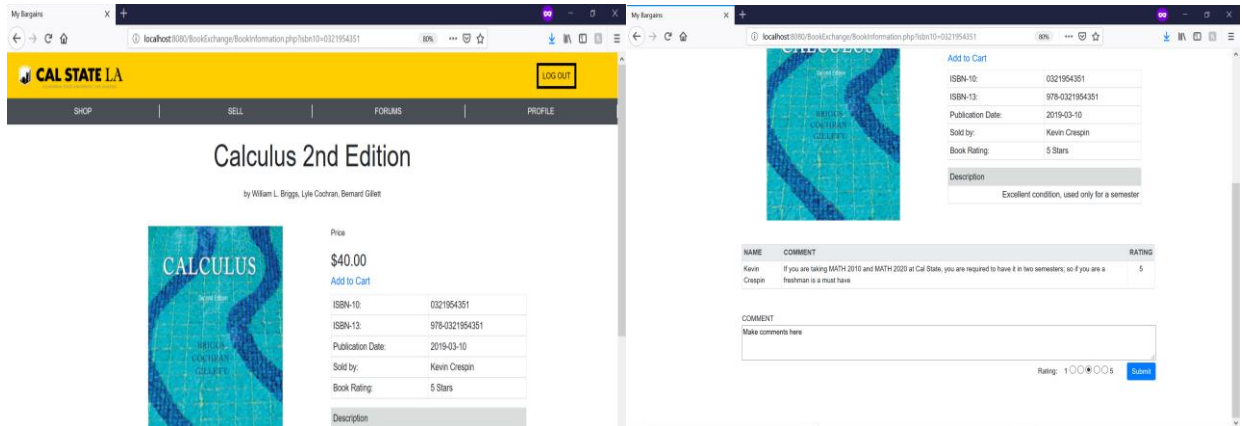 My Bargains
localhost:8080/BookExchange/BookInformation.php?isbn10=0321954351
80%
CAL STATE LA
LOG OUT
SHOP
SELL
FORUMS
PROFILE
Calculus 2nd Edition
by William L. Briggs, Lyle Cochran, Bernard Gillett
CALCULUS
Second Edition
BRIGGS
COCHRAN
GILLETT
Price
$40.00
Add to Cart
ISBN-10: 0321954351
ISBN-13: 978-0321954351
Publication Date: 2019-03-10
Sold by: Kevin Crespin
Book Rating: 5 Stars
Description
My Bargains
localhost:8080/BookExchange/BookInformation.php?isbn10=0321954351
80%
CALCULUS
Second Edition
BRIGGS
COCHRAN
GILLETT
Add to Cart
ISBN-10: 0321954351
ISBN-13: 978-0321954351
Publication Date: 2019-03-10
Sold by: Kevin Crespin
Book Rating: 5 Stars
Description
Excellent condition, used only for a semester
NAME COMMENT RATING
Kevin Crespin If you are taking MATH 2010 and MATH 2020 at Cal State, you are required to have it in two semesters; so if you are a 5
freshman is a must have
COMMENT
Make comments here
Rating: 1 5 Submit